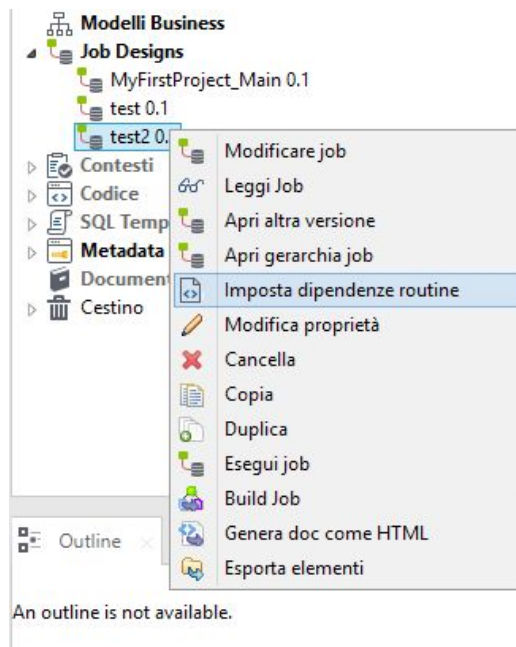 Modelli Business
Job Designs
MyFirstProject_Main 0.1
test 0.1
test2 0.
Contesti
Codice
SQL Temp
Metadata
Documen
Cestino
Modificare job
Leggi Job
Apri altra versione
Apri gerarchia job
Imposta dipendenze routine
Modifica proprietà
Cancella
Copia
Duplica
Esegui job
Build Job
Genera doc come HTML
Esporta elementi
Outline
An outline is not available.